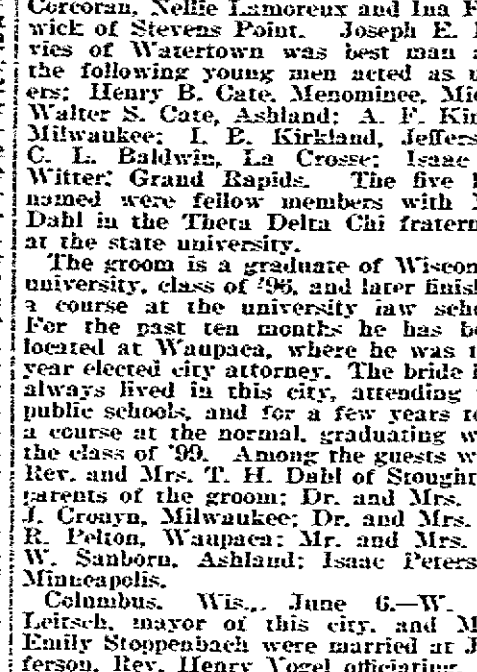 Corcoran, Nellie Lamoreux and Ina F
wick of Stevens Point. Joseph E.
vies of Watertown was best man
the following young men acted as u
ers: Henry B. Cate, Menominee, Mic
Walter S. Cate, Ashland; A. F. Kin
Milwaukee; I. B. Kirkland, Jeffers
C. L. Baldwin, La Crosse; Isaac
Witter; Grand Rapids. The five l
named were fellow members with
Dahl in the Theta Delta Chi fratern
at the state university.
The groom is a graduate of Wiscon
university, class of '96, and later finish
a course at the university law scho
For the past ten months he has be
located at Waupaca, where he was t
year elected city attorney. The bride
always lived in this city, attending
public schools, and for a few years to
a course at the normal, graduating w
the class of '99. Among the guests w
Rev. and Mrs. T. H. Dahl of Stought
parents of the groom; Dr. and Mrs.
J. Cronyn, Milwaukee; Dr. and Mrs.
R. Pelton, Waupaca; Mr. and Mrs.
W. Sanborn, Ashland; Isaac Peters
Minneapolis.
Columbus, Wis., June 6.—W.
Leitsch, mayor of this city, and M
Emily Stoppenbach were married at J
ferson, Rev. Henry Vogel officiating.